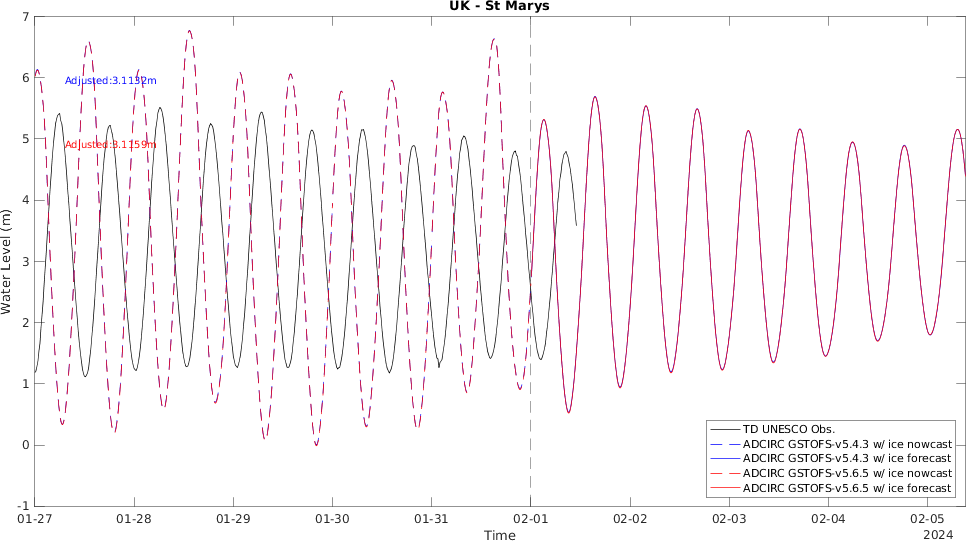 UK - St Marys
7
6
5
4
3
2
1
0
-1
Water Level (m)
Adjusted:3.1132m
Adjusted:3.1159m
TD UNESCO Obs.
ADCIRC GSTOFS-v5.4.3 w/ ice nowcast
ADCIRC GSTOFS-v5.4.3 w/ ice forecast
ADCIRC GSTOFS-v5.6.5 w/ ice nowcast
ADCIRC GSTOFS-v5.6.5 w/ ice forecast
01-27 01-28 01-29 01-30 01-31 02-01 02-02 02-03 02-04 02-05
Time
2024